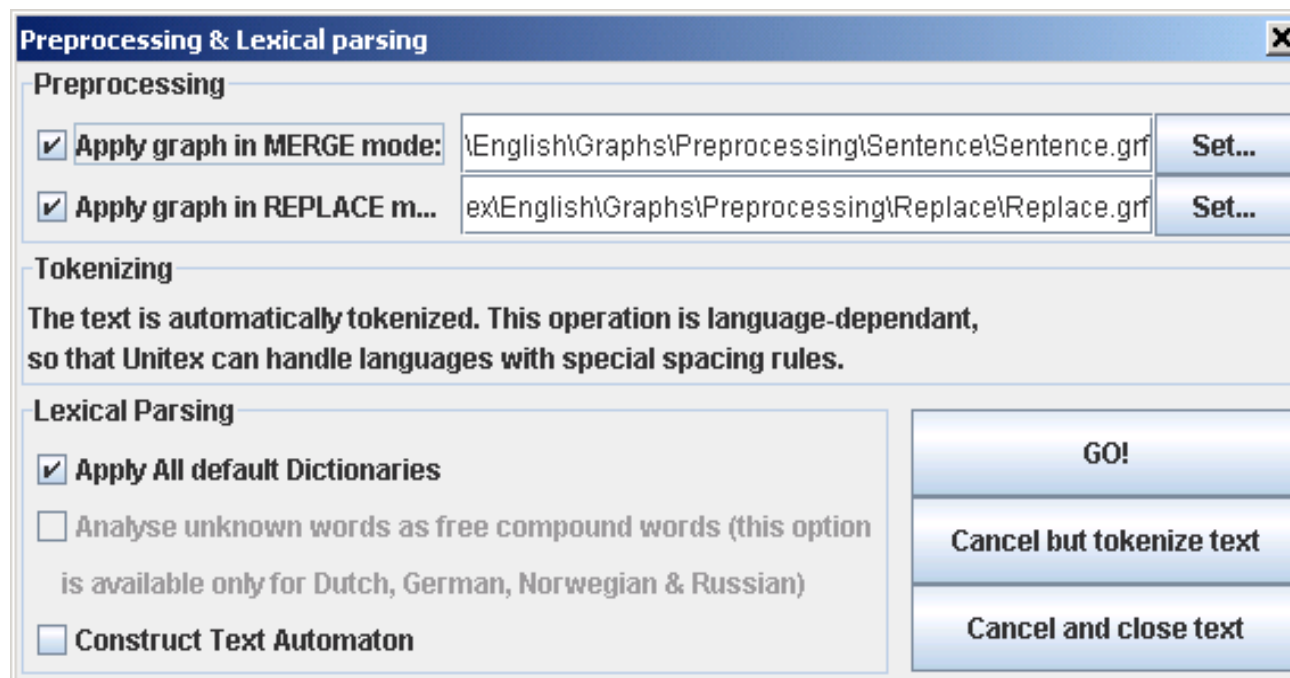 Preprocessing & Lexical parsing
Preprocessing
Apply graph in MERGE mode: \English\Graphs\Preprocessing\Sentence\Sentence.grf Set...
Apply graph in REPLACE m... ex\English\Graphs\Preprocessing\Replace\Replace.grf Set...
Tokenizing
The text is automatically tokenized. This operation is language-dependant,
so that Unitex can handle languages with special spacing rules.
Lexical Parsing
Apply All default Dictionaries
Analyse unknown words as free compound words (this option
is available only for Dutch, German, Norwegian & Russian)
Construct Text Automaton
GO!
Cancel but tokenize text
Cancel and close text